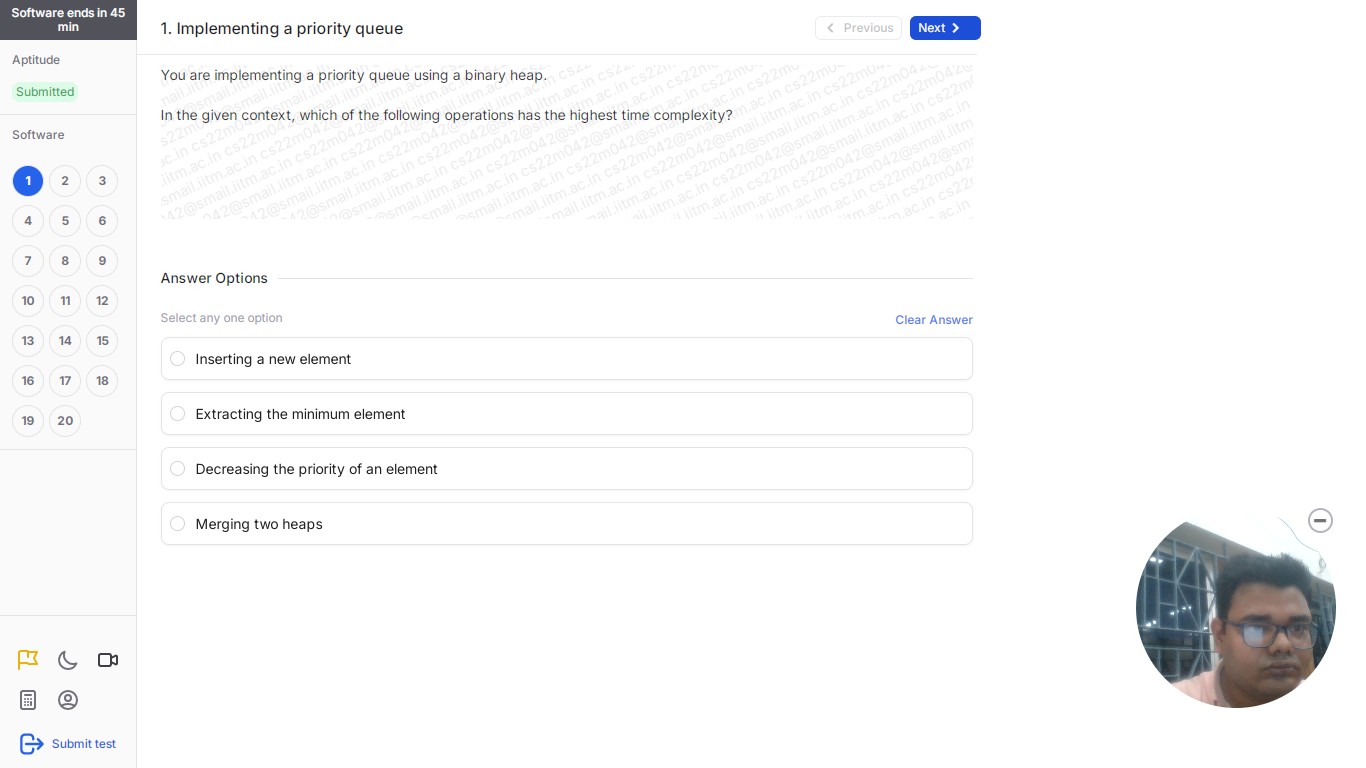 Software ends in 45
min
Aptitude
Submitted
Software
1 2 3
4 5 6
7 8 9
10 11 12
13 14 15
16 17 18
19 20
Submit test
1. Implementing a priority queue
Previous
Next
You are implementing a priority queue using a binary heap.
In the given context, which of the following operations has the highest time complexity?
cs22m042@smail.iitm.ac.in
Answer Options
Select any one option
Clear Answer
Inserting a new element
Extracting the minimum element
Decreasing the priority of an element
Merging two heaps